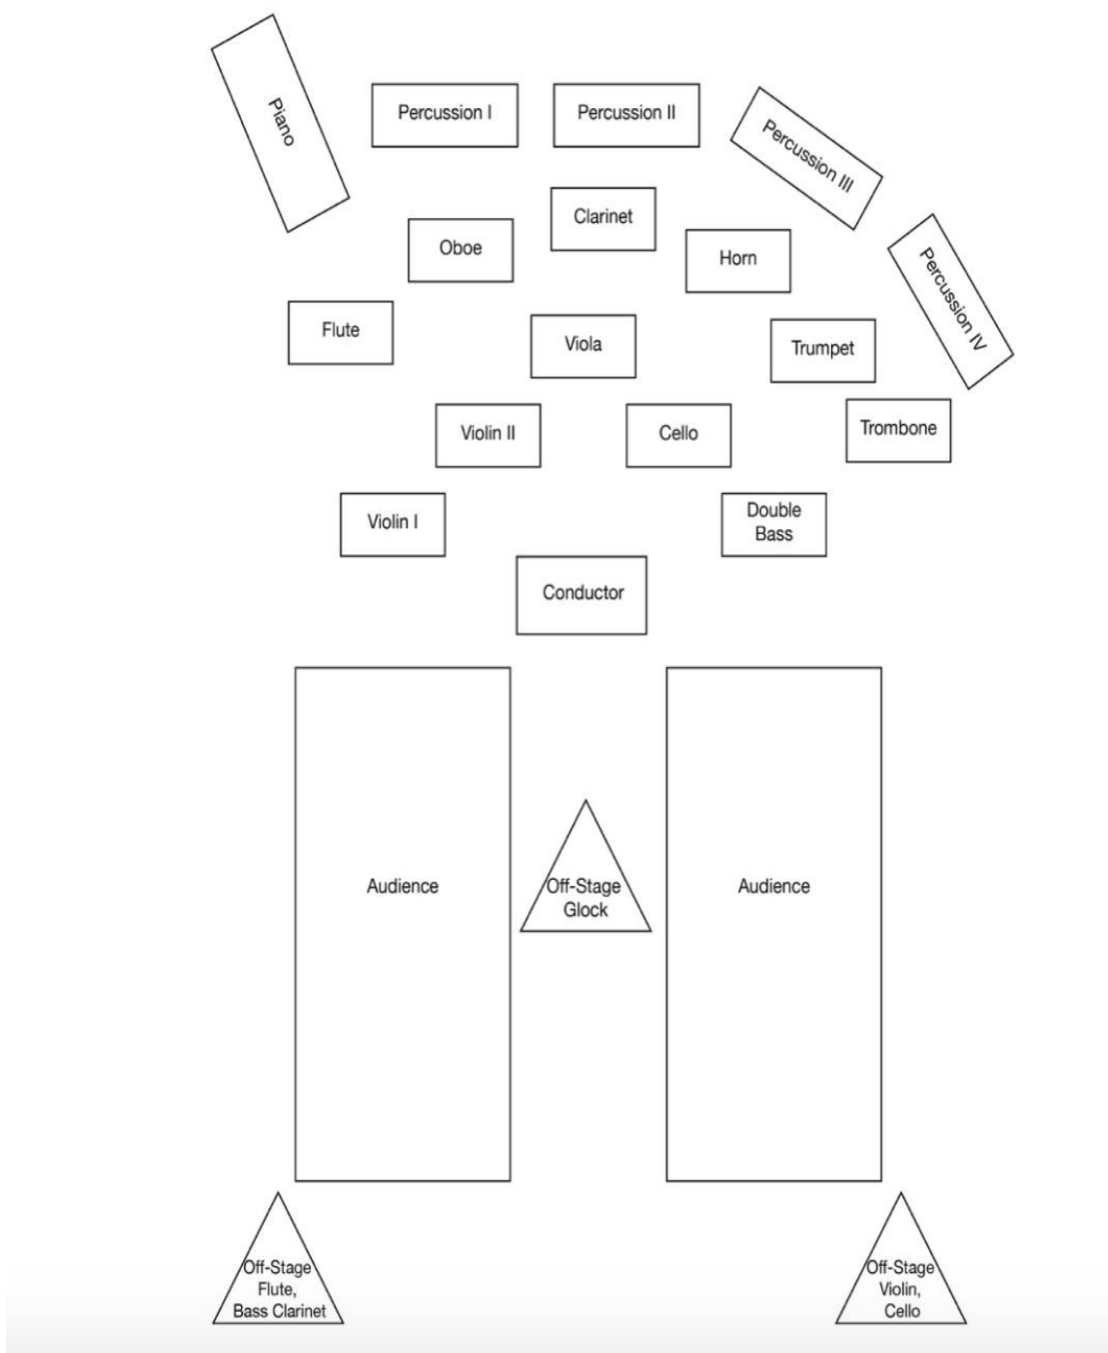 Piano
Percussion I
Percussion II
Percussion III
Clarinet
Oboe
Horn
Percussion IV
Flute
Viola
Trumpet
Violin II
Cello
Trombone
Violin I
Double
Bass
Conductor
Audience
Off-Stage
Glock
Audience
Off-Stage
Flute,
Bass Clarinet
Off-Stage
Violin,
Cello